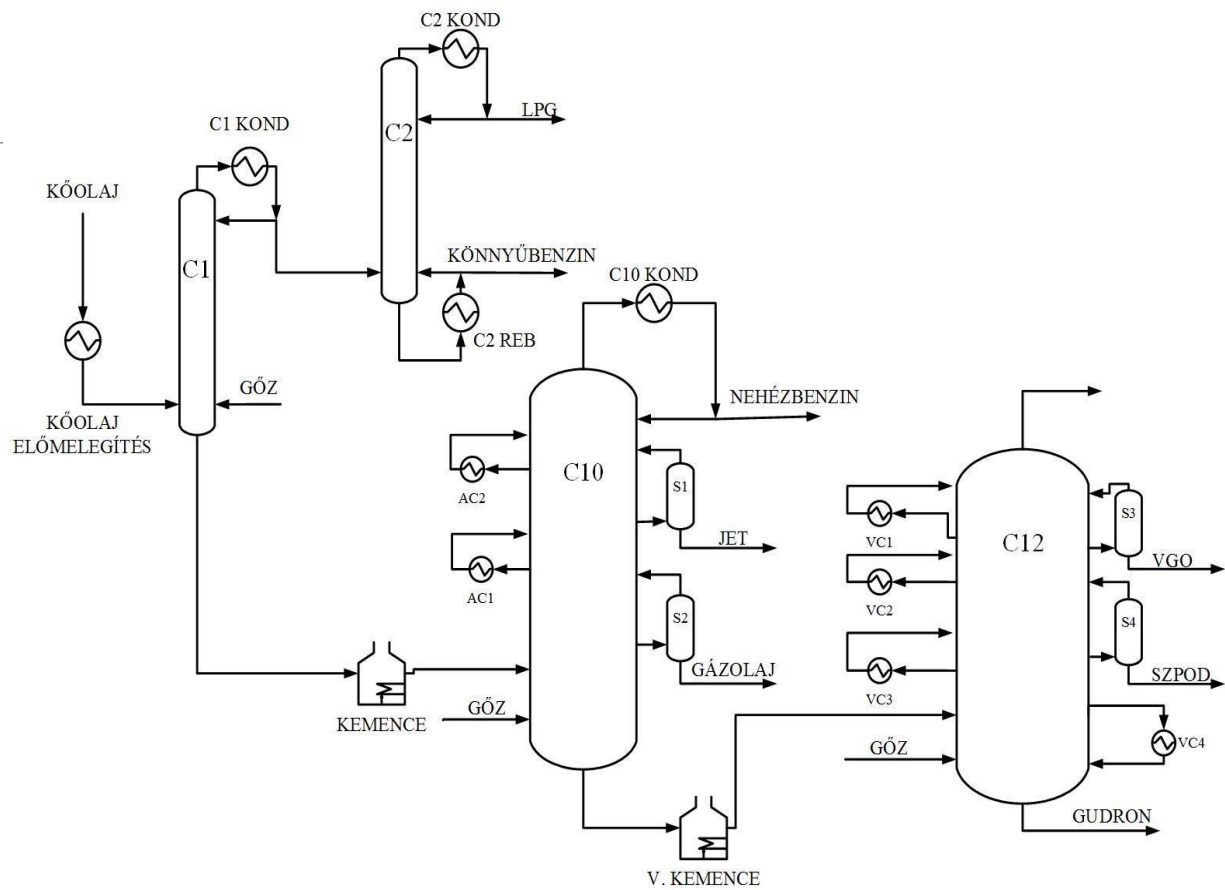 C2 KOND
LPG
C2
C1 KOND
KŐOLAJ
KÖNNYŰBENZIN
C1
C10 KOND
C2 REB
GŐZ
KŐOLAJ
ELŐMELEGÍTÉS
NEHÉZBENZIN
C10
S1
AC2
JET
AC1
S2
GÁZOLAJ
KEMENCE
GŐZ
C12
S3
VC1
VGO
VC2
S4
SZPOD
VC3
VC4
GŐZ
GUDRON
V. KEMENCE